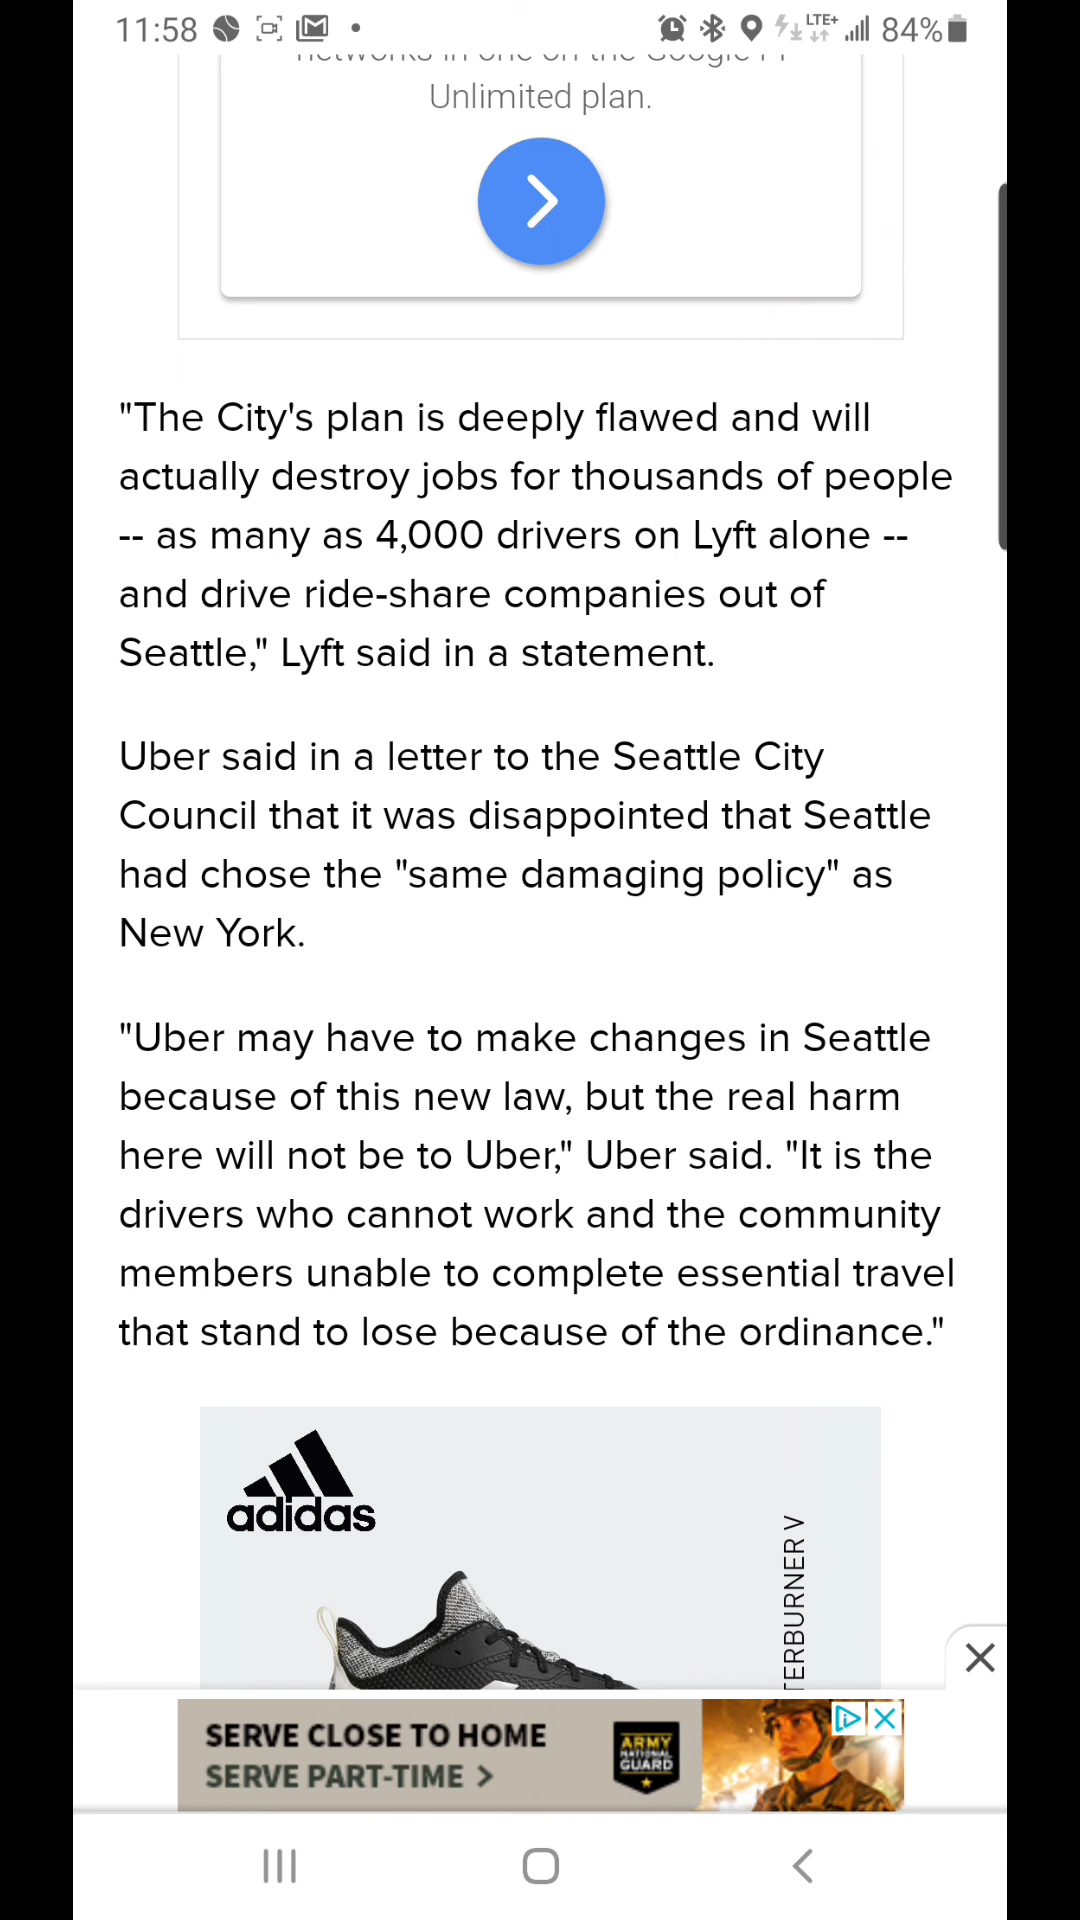 11:58
LTE+
84%
Unlimited plan.
"The City's plan is deeply flawed and will
actually destroy jobs for thousands of people
-- as many as 4,000 drivers on Lyft alone --
and drive ride-share companies out of
Seattle," Lyft said in a statement.
Uber said in a letter to the Seattle City
Council that it was disappointed that Seattle
had chose the "same damaging policy" as
New York.
"Uber may have to make changes in Seattle
because of this new law, but the real harm
here will not be to Uber," Uber said. "It is the
drivers who cannot work and the community
members unable to complete essential travel
that stand to lose because of the ordinance."
adidas
TERBURNER V
SERVE CLOSE TO HOME
SERVE PART-TIME >
ARMY
NATIONAL
GUARD